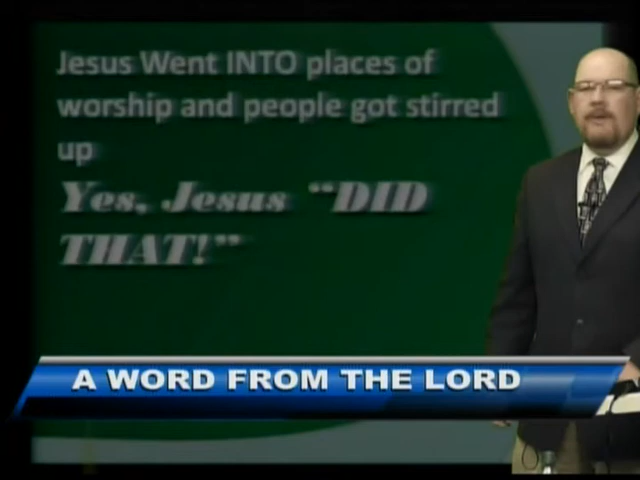 Jesus Went INTO places of
worship and people got stirred
up
Yes, Jesus “DID
THAT!”
A WORD FROM THE LORD